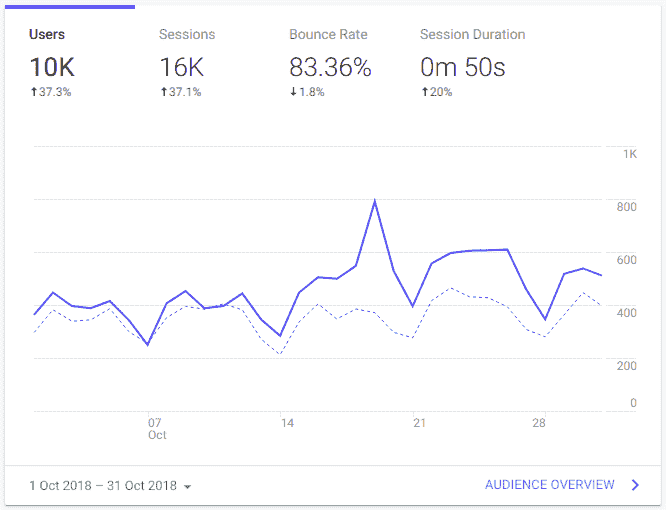 Users Sessions Bounce Rate Session Duration
10K 16K 83.36% 0m 50s
↑37.3% ↑37.1% ↓1.8% ↑20%
1K
800
600
400
200
0
07 14 21 28
Oct
1 Oct 2018 – 31 Oct 2018
AUDIENCE OVERVIEW